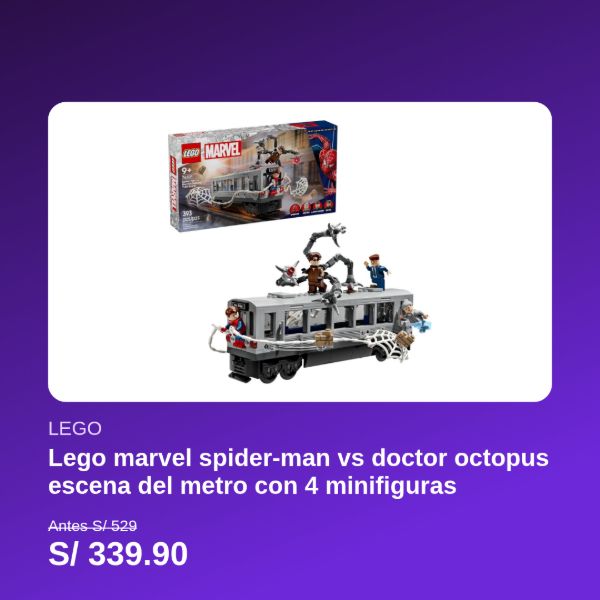 LEGO
MARVEL
9+
393
LEGO
Lego marvel spider-man vs doctor octopus
escena del metro con 4 minifiguras
Antes S/ 529
S/ 339.90